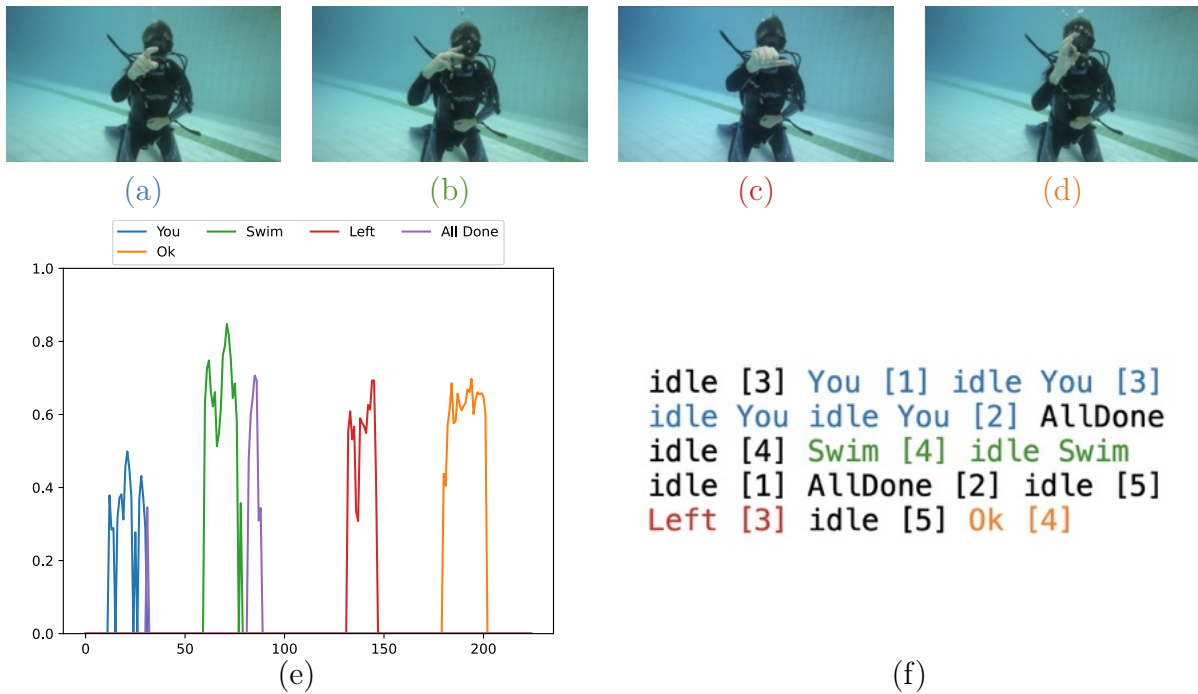 (a) (b) (c) (d)
You Swim Left All Done
Ok
1.0
0.8
0.6
0.4
0.2
0.0
0 50 100 150 200
(e)
idle [3] You [1] idle You [3]
idle You idle You [2] AllDone
idle [4] Swim [4] idle Swim
idle [1] AllDone [2] idle [5]
Left [3] idle [5] Ok [4]
(f)